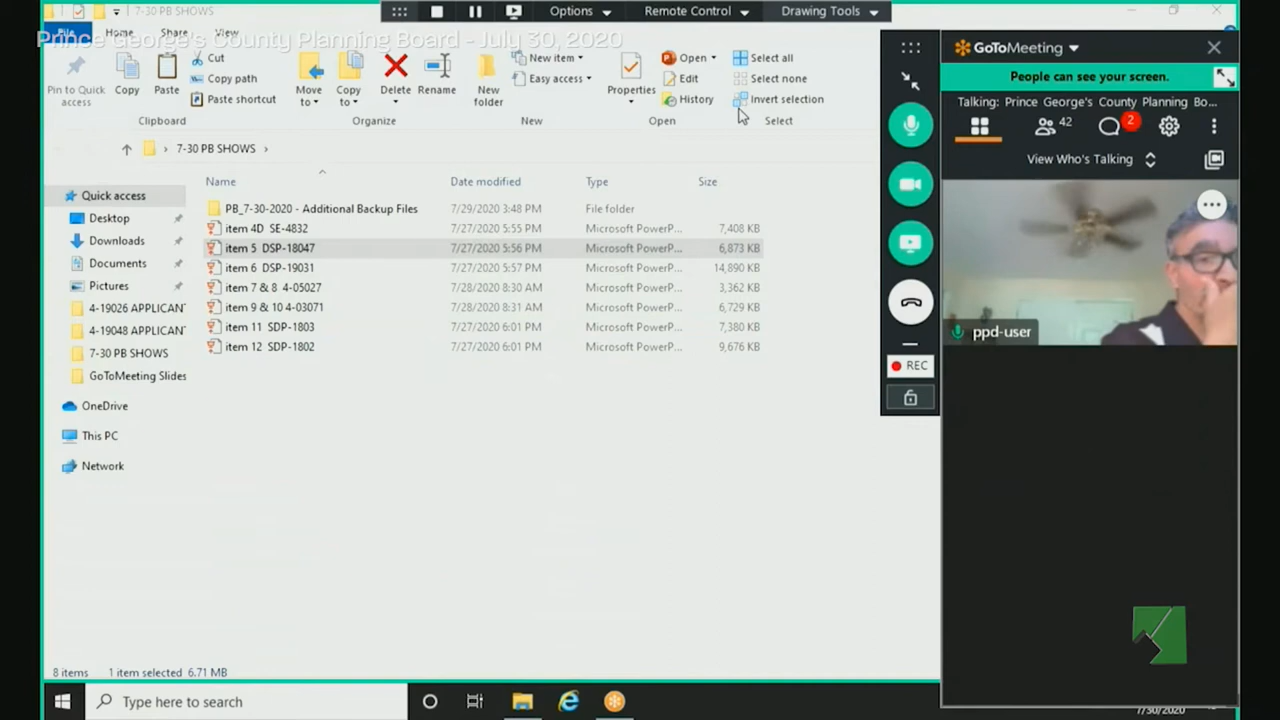 7-30 PB SHOWS
Options
Remote Control
Drawing Tools
File
Home
Share
View
Prince George's County Planning Board - July 30, 2020
Pin to Quick access
Copy
Paste
Cut
Copy path
Paste shortcut
Clipboard
Move to
Copy to
Delete
Rename
Organize
New folder
New item
Easy access
New
Properties
Open
Edit
History
Open
Select all
Select none
Invert selection
Select
7-30 PB SHOWS
Name Date modified Type Size
PB_7-30-2020 - Additional Backup Files 7/29/2020 3:48 PM File folder
item 4D SE-4832 7/27/2020 5:55 PM Microsoft PowerP... 7,408 KB
item 5 DSP-18047 7/27/2020 5:56 PM Microsoft PowerP... 6,873 KB
item 6 DSP-19031 7/27/2020 5:57 PM Microsoft PowerP... 14,890 KB
item 7 & 8 4-05027 7/28/2020 8:30 AM Microsoft PowerP... 3,362 KB
item 9 & 10 4-03071 7/28/2020 8:31 AM Microsoft PowerP... 6,729 KB
item 11 SDP-1803 7/27/2020 6:01 PM Microsoft PowerP... 7,380 KB
item 12 SDP-1802 7/27/2020 6:01 PM Microsoft PowerP... 9,676 KB
Quick access
Desktop
Downloads
Documents
Pictures
4-19026 APPLICAN
4-19048 APPLICAN
7-30 PB SHOWS
GoToMeeting Slides
OneDrive
This PC
Network
8 items 1 item selected 6.71 MB
Type here to search
REC
GoToMeeting
People can see your screen.
Talking: Prince George's County Planning Bo...
42
2
View Who's Talking
ppd-user
7/30/2020